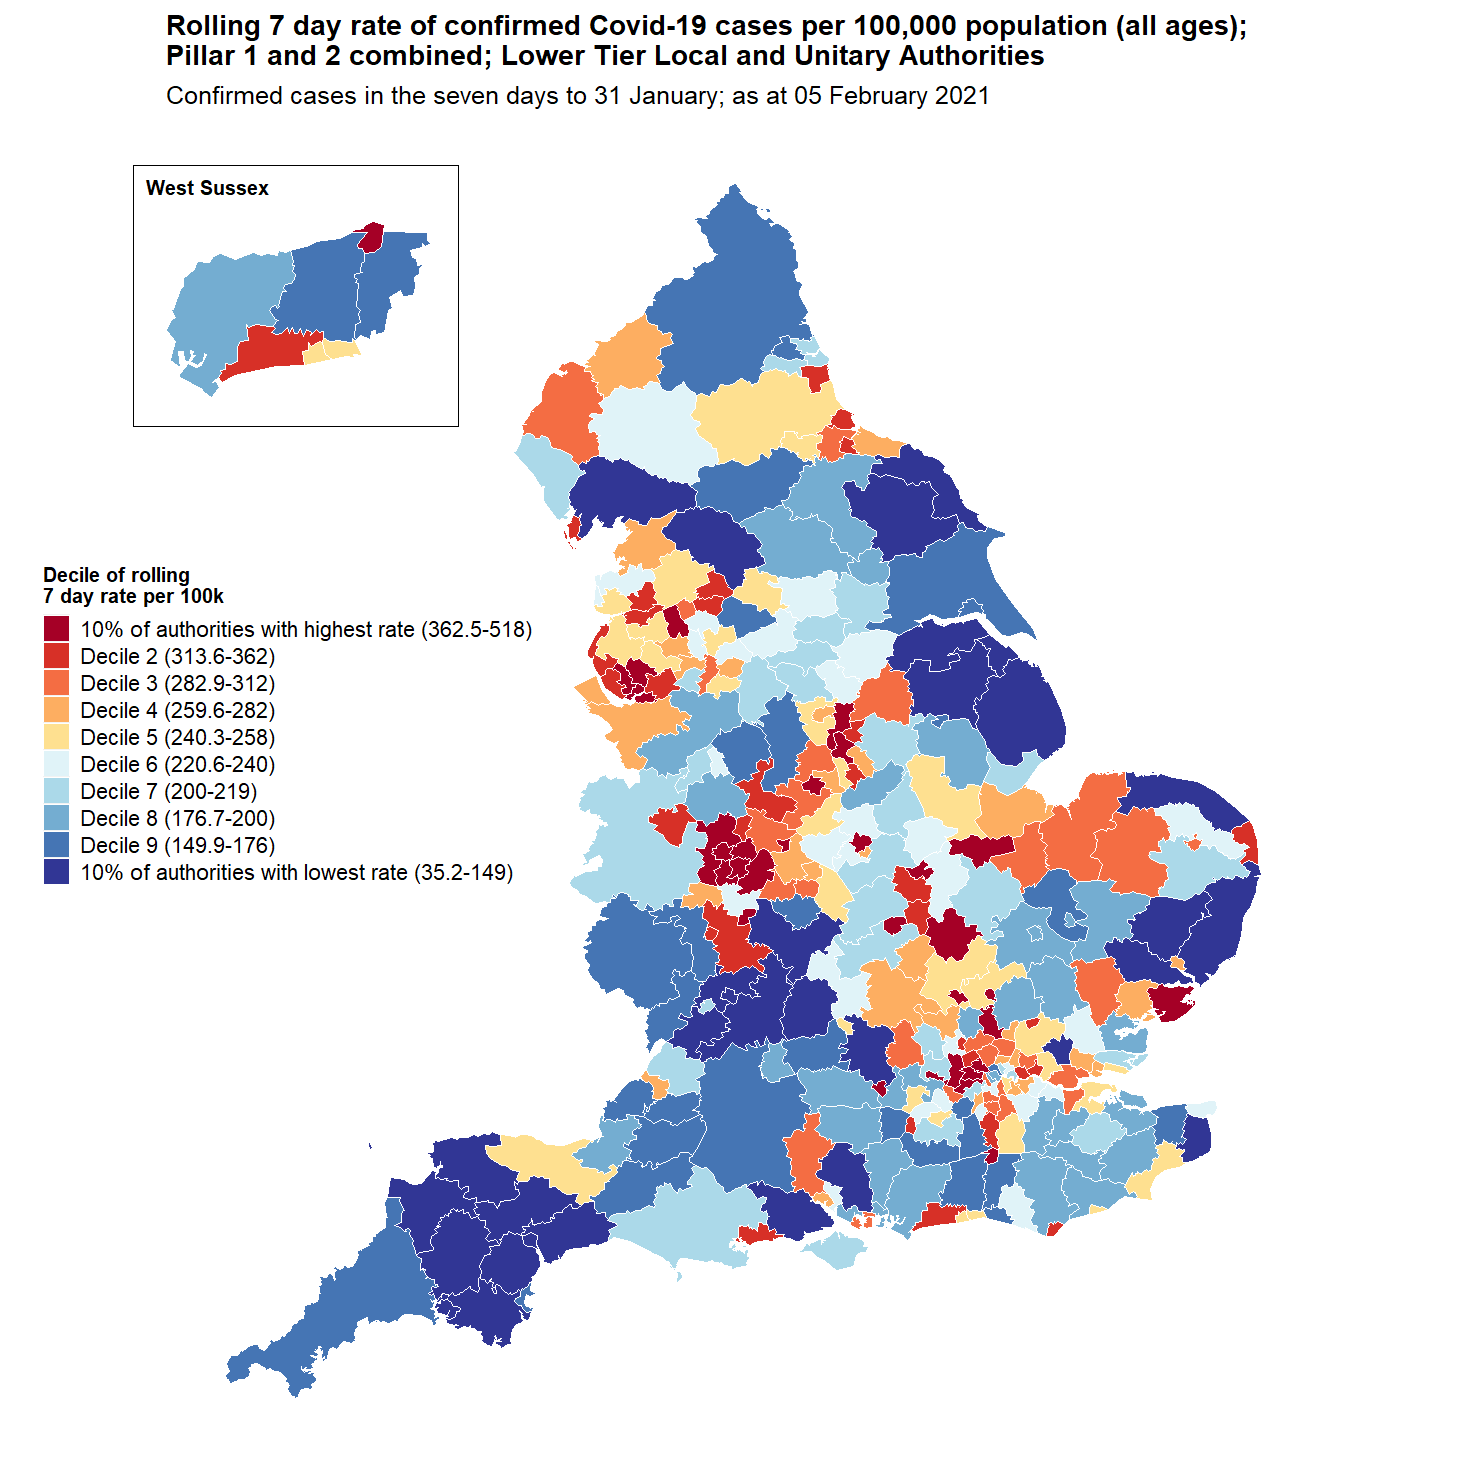 Rolling 7 day rate of confirmed Covid-19 cases per 100,000 population (all ages);
Pillar 1 and 2 combined; Lower Tier Local and Unitary Authorities
Confirmed cases in the seven days to 31 January; as at 05 February 2021
West Sussex
Decile of rolling
7 day rate per 100k
10% of authorities with highest rate (362.5-518)
Decile 2 (313.6-362)
Decile 3 (282.9-312)
Decile 4 (259.6-282)
Decile 5 (240.3-258)
Decile 6 (220.6-240)
Decile 7 (200-219)
Decile 8 (176.7-200)
Decile 9 (149.9-176)
10% of authorities with lowest rate (35.2-149)